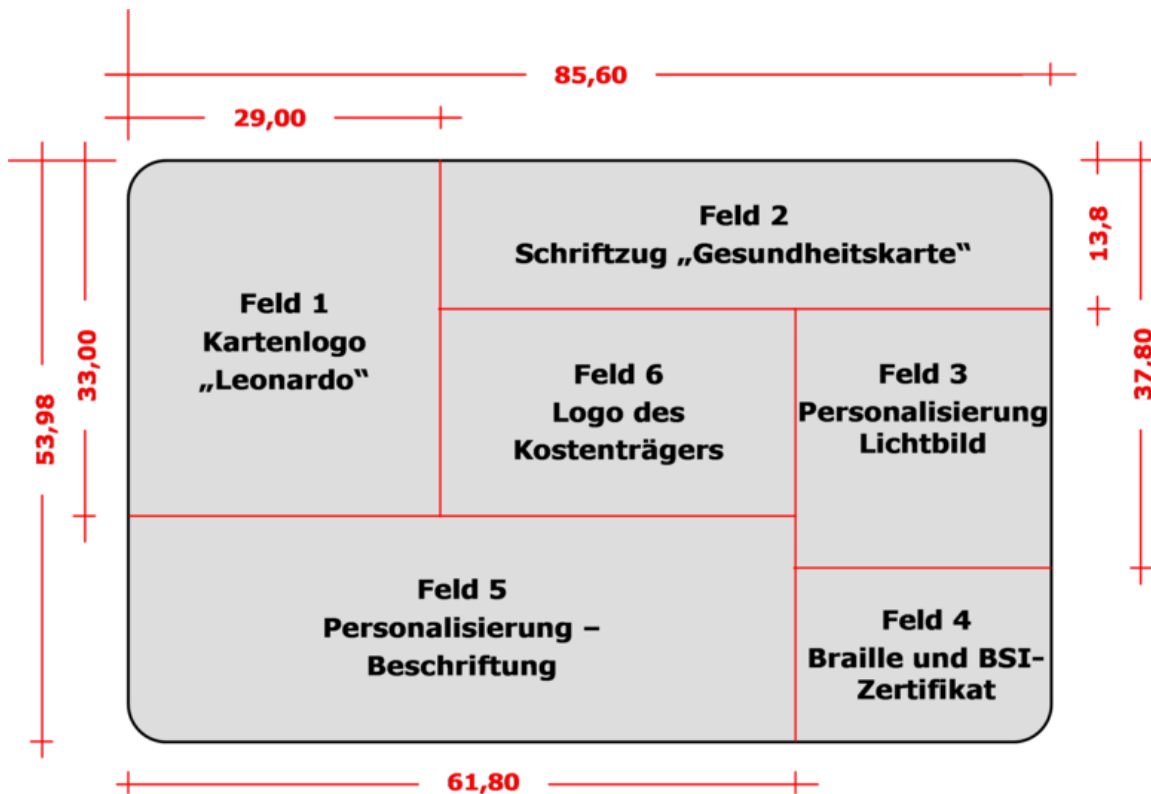 85,60
29,00
Feld 2
Schriftzug „Gesundheitskarte“
13,8
Feld 1
Kartenlogo
„Leonardo“
33,00
53,98
Feld 6
Logo des
Kostenträgers
Feld 3
Personalisierung
Lichtbild
37,80
Feld 5
Personalisierung –
Beschriftung
Feld 4
Braille und BSI-
Zertifikat
61,80